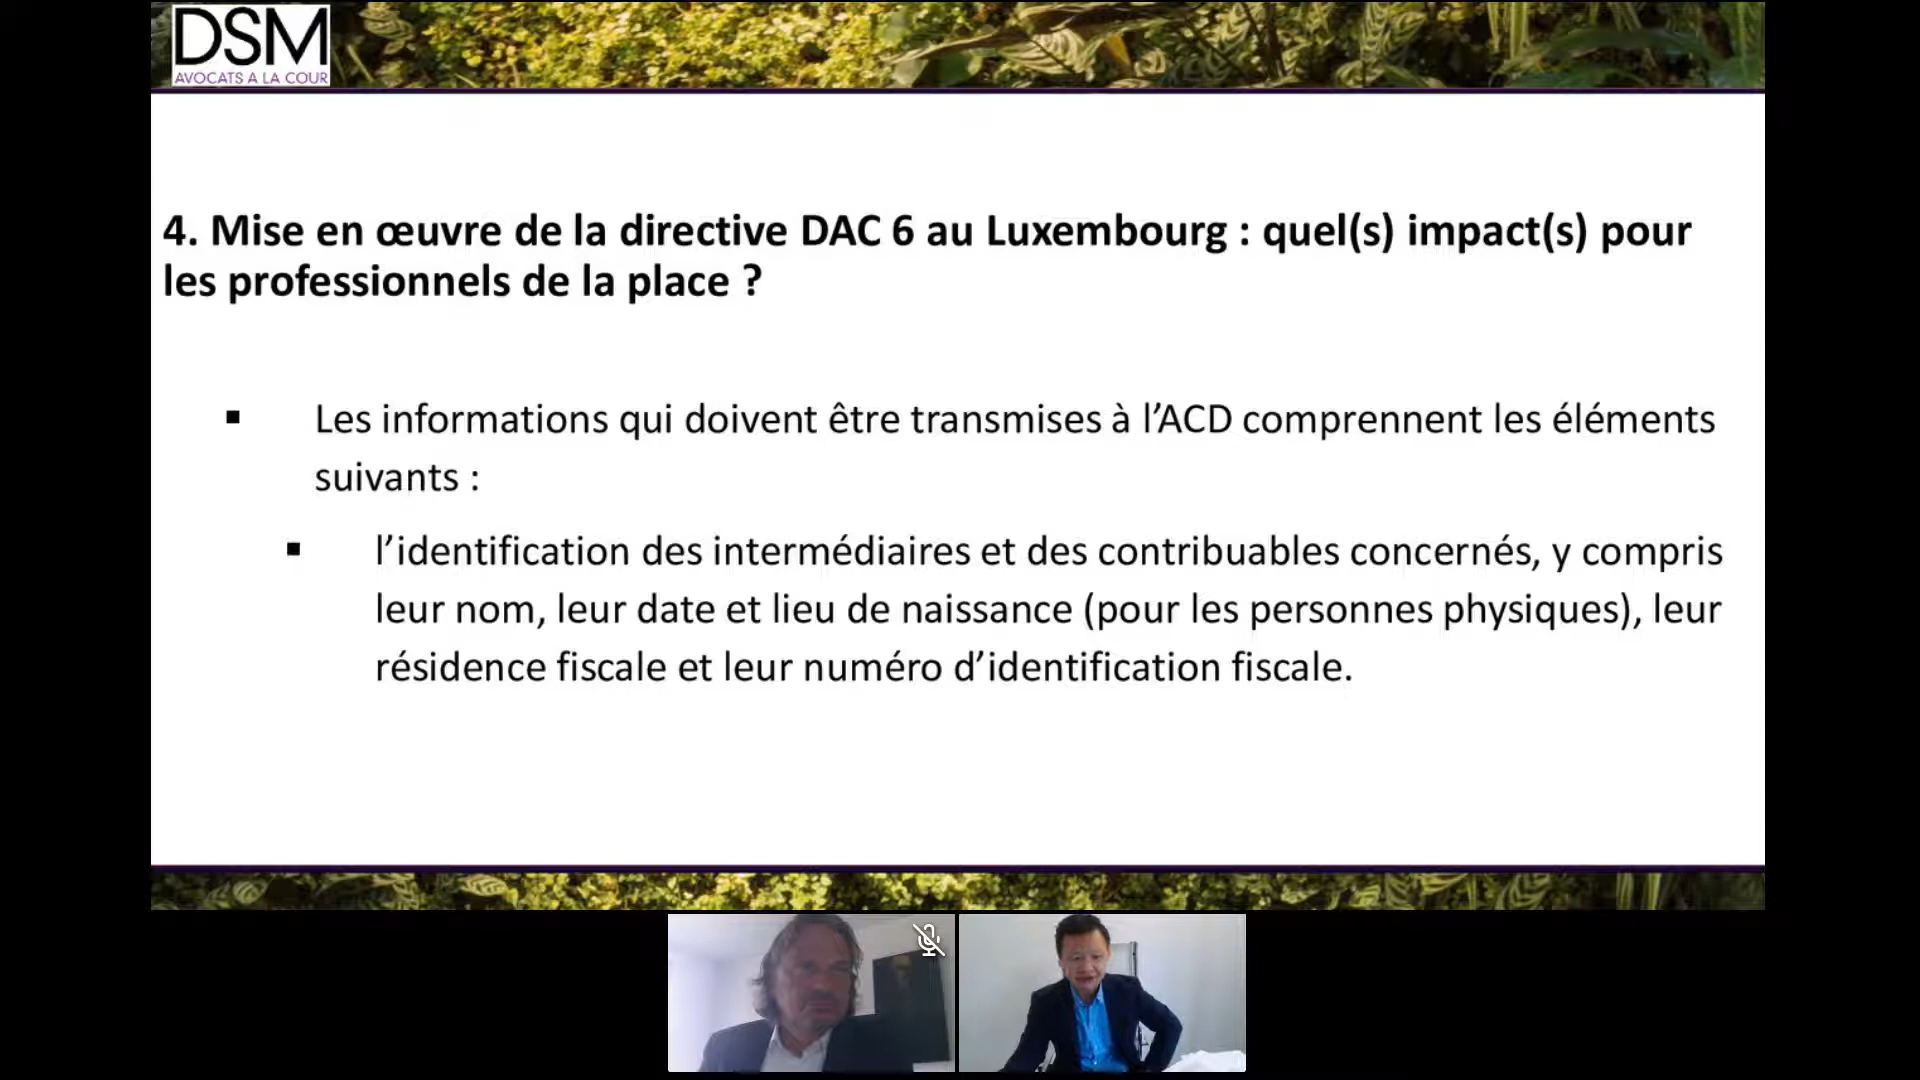 DSM
AVOCATS A LA COUR
4. Mise en œuvre de la directive DAC 6 au Luxembourg : quel(s) impact(s) pour
les professionnels de la place ?
▪ Les informations qui doivent être transmises à l’ACD comprennent les éléments
suivants :
▪ l’identification des intermédiaires et des contribuables concernés, y compris
leur nom, leur date et lieu de naissance (pour les personnes physiques), leur
résidence fiscale et leur numéro d’identification fiscale.